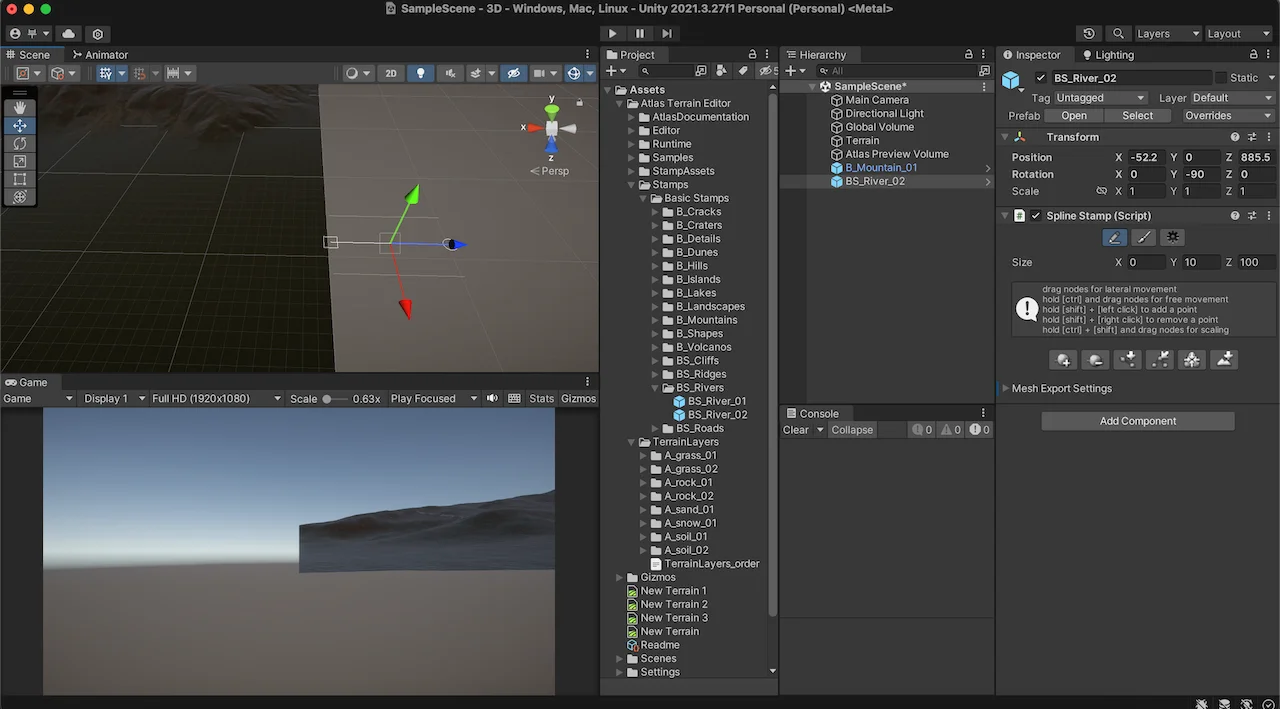 SampleScene - 3D - Windows, Mac, Linux - Unity 2021.3.27f1 Personal (Personal) <Metal>
Layers
Layout
Scene
Animator
2D
x
y
z
Persp
Game
Game
Display 1
Full HD (1920x1080)
Scale
0.63x
Play Focused
Stats
Gizmos
Project
5
Assets
Atlas Terrain Editor
AtlasDocumentation
Editor
Runtime
Samples
StampAssets
Stamps
Basic Stamps
B_Cracks
B_Craters
B_Details
B_Dunes
B_Hills
B_Islands
B_Lakes
B_Landscapes
B_Mountains
B_Shapes
B_Volcanos
BS_Cliffs
BS_Ridges
BS_Rivers
BS_River_01
BS_River_02
BS_Roads
TerrainLayers
A_grass_01
A_grass_02
A_rock_01
A_rock_02
A_sand_01
A_snow_01
A_soil_01
A_soil_02
TerrainLayers_order
Gizmos
New Terrain 1
New Terrain 2
New Terrain 3
New Terrain
Readme
Scenes
Settings
Hierarchy
All
SampleScene*
Main Camera
Directional Light
Global Volume
Terrain
Atlas Preview Volume
B_Mountain_01
BS_River_02
Console
Clear
Collapse
0
0
0
Inspector
Lighting
BS_River_02
Static
Tag Untagged
Layer Default
Prefab Open Select Overrides
Transform
Position X -52.2 Y 0 Z 885.5
Rotation X 0 Y -90 Z 0
Scale X 1 Y 1 Z 1
Spline Stamp (Script)
Size X 0 Y 10 Z 100
drag nodes for lateral movement
hold [ctrl] and drag nodes for free movement
hold [shift] + [left click] to add a point
hold [shift] + [right click] to remove a point
hold [ctrl] + [shift] and drag nodes for scaling
Mesh Export Settings
Add Component